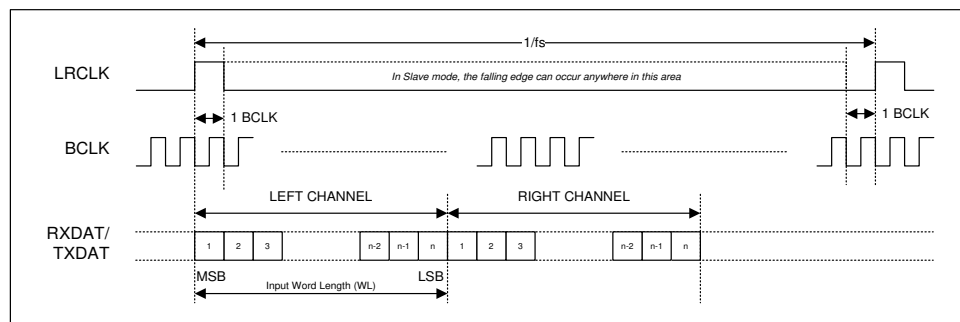 1/fs
LRCLK
In Slave mode, the falling edge can occur anywhere in this area
1 BCLK
1 BCLK
BCLK
LEFT CHANNEL
RIGHT CHANNEL
RXDAT/
TXDAT
1 2 3 n-2 n-1 n 1 2 3 n-2 n-1 n
MSB
LSB
Input Word Length (WL)